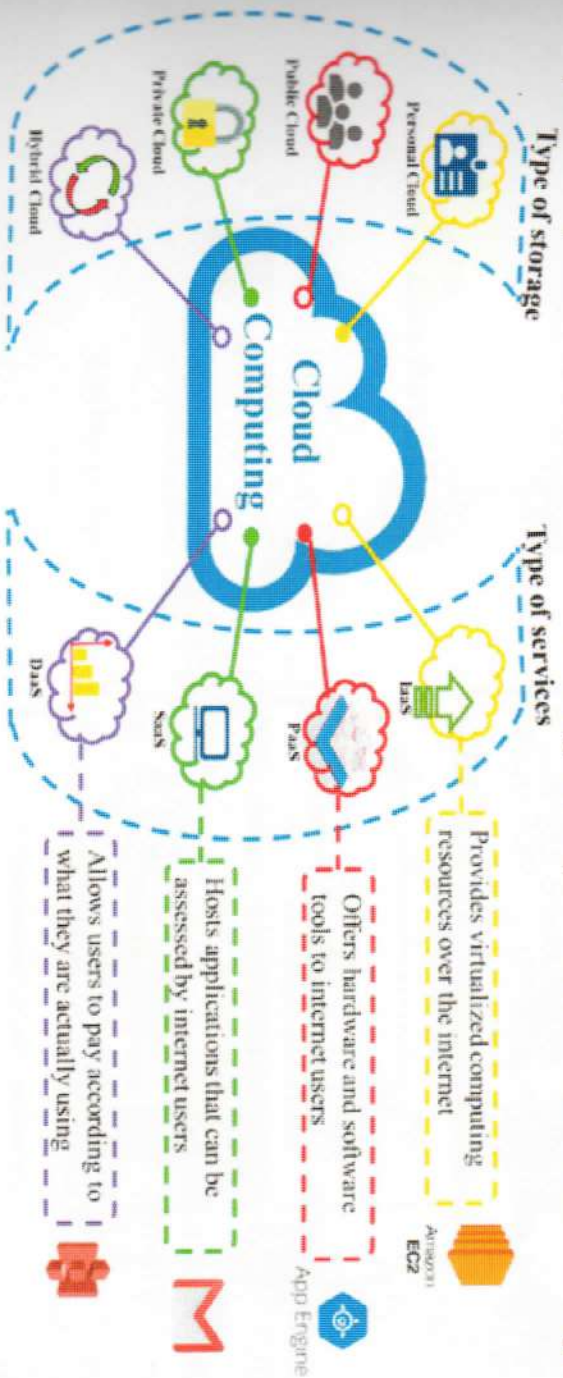 Type of storage
Personal Cloud
Public Cloud
Private Cloud
Hybrid Cloud
Cloud
Computing
Type of services
IaaS
PaaS
SaaS
DaaS
Provides virtualized computing
resources over the internet
Offers hardware and software
tools to internet users
Hosts applications that can be
assessed by internet users
Allows users to pay according to
what they are actually using
Amazon
EC2
App Engine